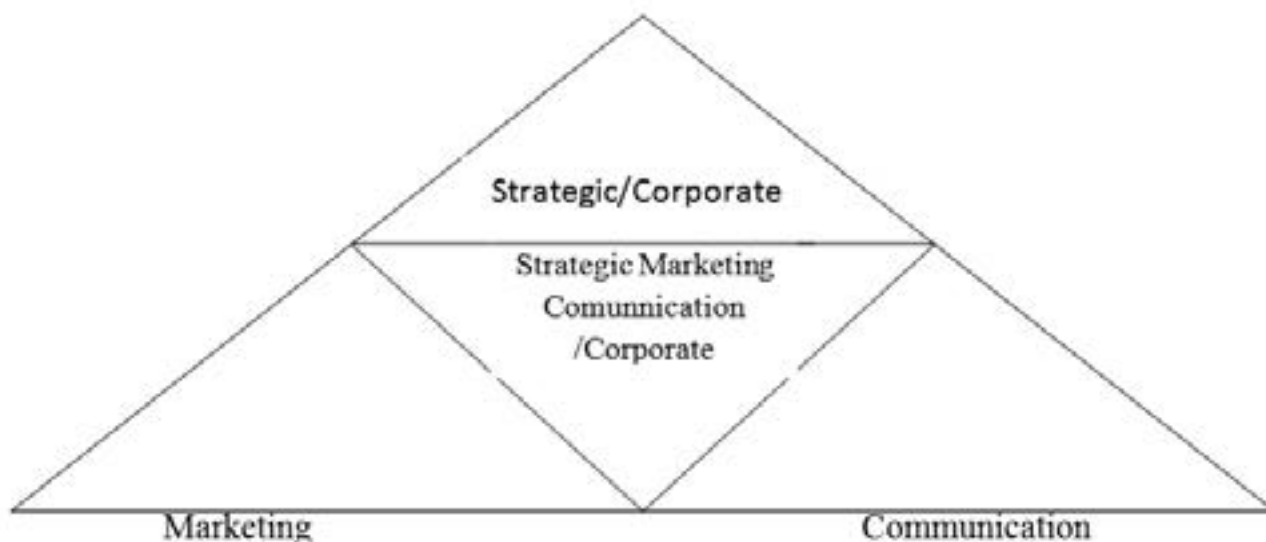 Strategic/Corporate
Strategic Marketing
Comunnication
/Corporate
Marketing
Communication